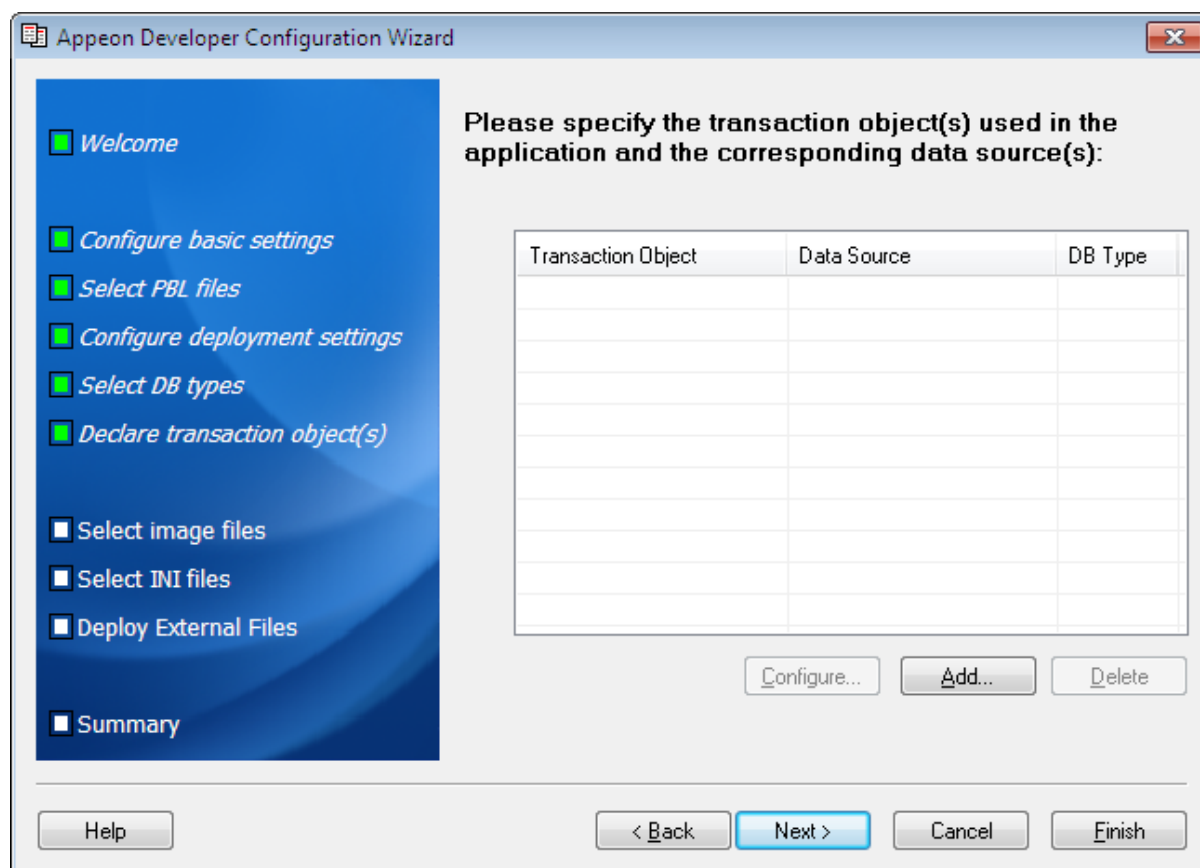 Appeon Developer Configuration Wizard
Welcome
Configure basic settings
Select PBL files
Configure deployment settings
Select DB types
Declare transaction object(s)
Select image files
Select INI files
Deploy External Files
Summary
Please specify the transaction object(s) used in the
application and the corresponding data source(s):
Transaction Object Data Source DB Type
Configure... Add... Delete
Help < Back Next > Cancel Finish